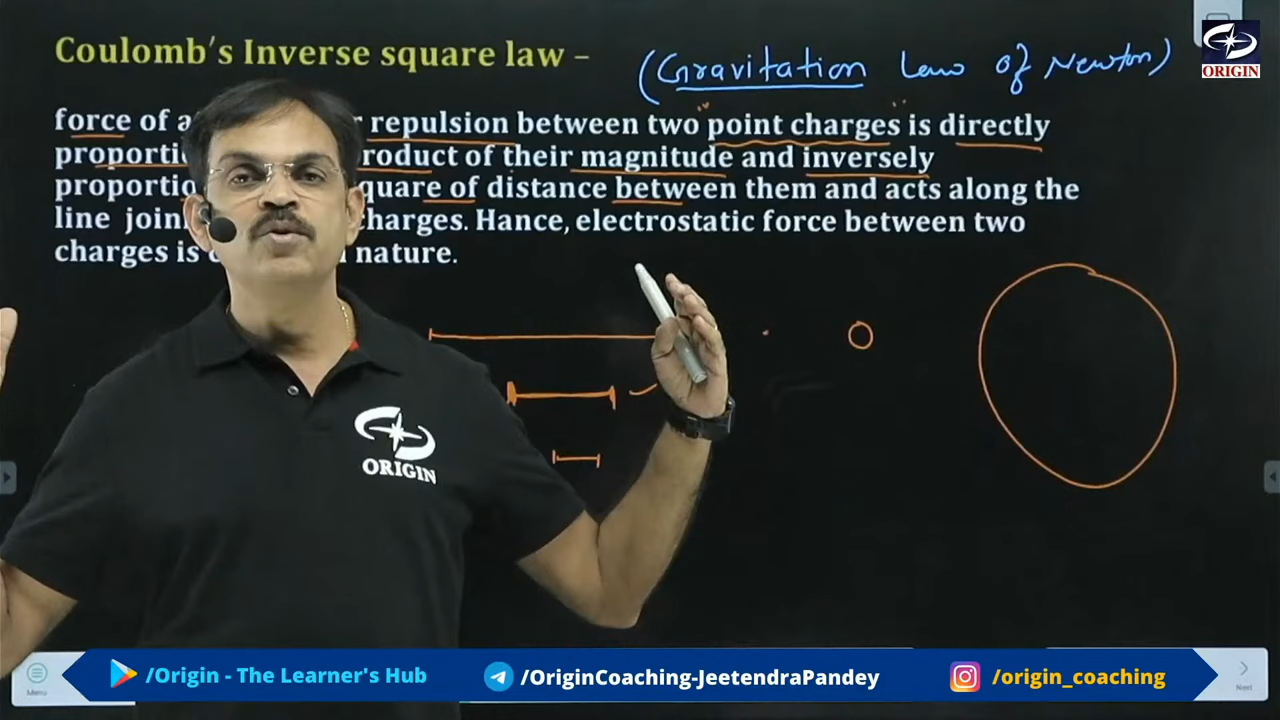 Coulomb's Inverse square law –
(Gravitation Law of Newton)
ORIGIN
force of a r repulsion between two point charges is directly
proporti roduct of their magnitude and inversely
proportio quare of distance between them and acts along the
line join charges. Hance, electrostatic force between two
charges is nature.
ORIGIN
Menu
/Origin - The Learner's Hub
/OriginCoaching-JeetendraPandey
/origin_coaching
Next